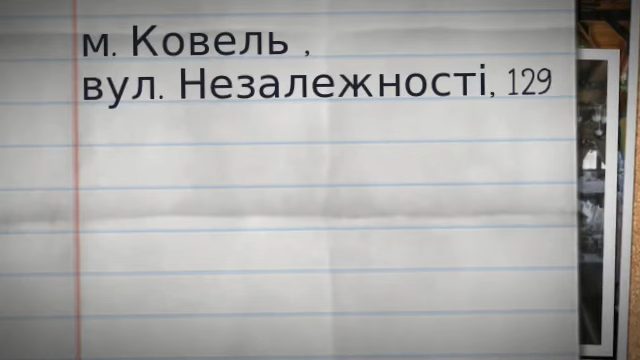 м. Ковель ,
вул. Незалежності, 129